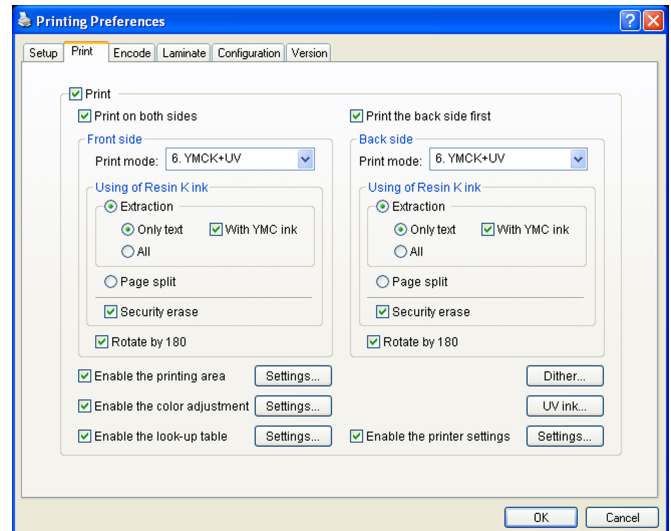 Printing Preferences
Setup Print Encode Laminate Configuration Version
Print
Print on both sides
Print the back side first
Front side
Print mode: 6. YMCK+UV
Using of Resin K ink
Extraction
Only text With YMC ink
All
Page split
Security erase
Rotate by 180
Back side
Print mode: 6. YMCK+UV
Using of Resin K ink
Extraction
Only text With YMC ink
All
Page split
Security erase
Rotate by 180
Enable the printing area Settings... Dither...
Enable the color adjustment Settings... UV ink...
Enable the look-up table Settings... Enable the printer settings Settings...
OK Cancel